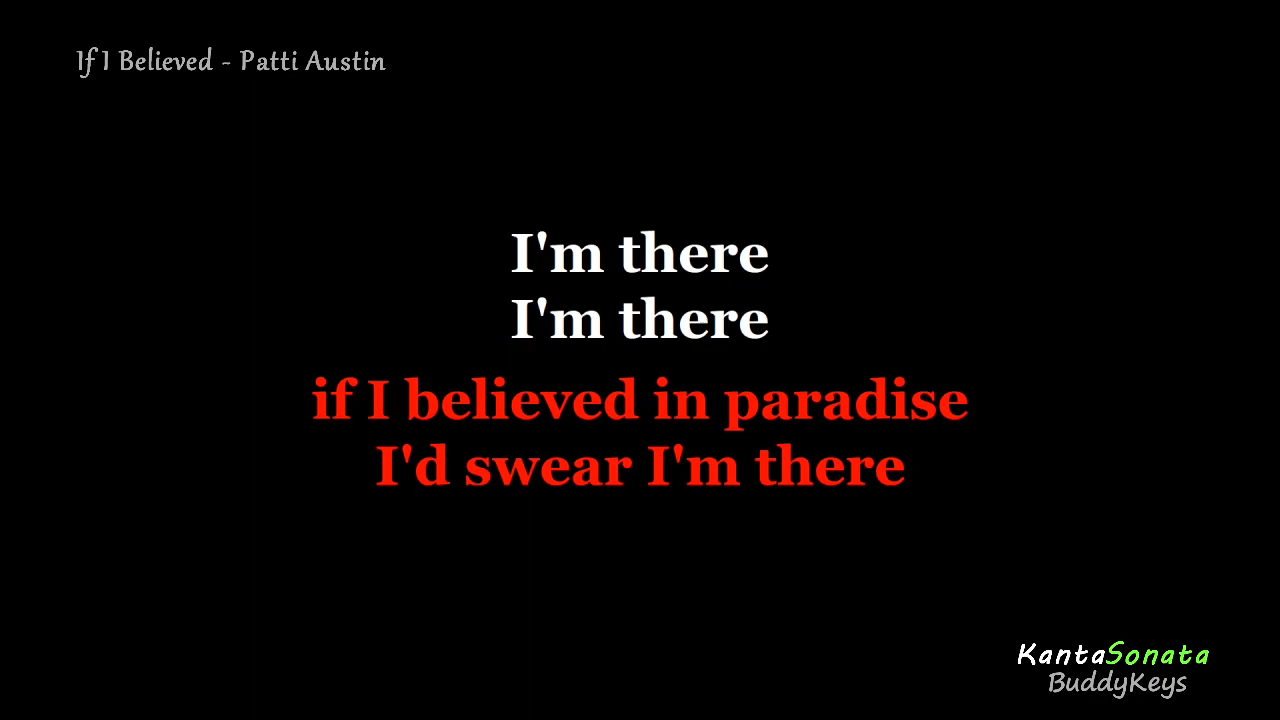 If I Believed - Patti Austin
I'm there
I'm there
if I believed in paradise
I'd swear I'm there
KantaSonata
BuddyKeys